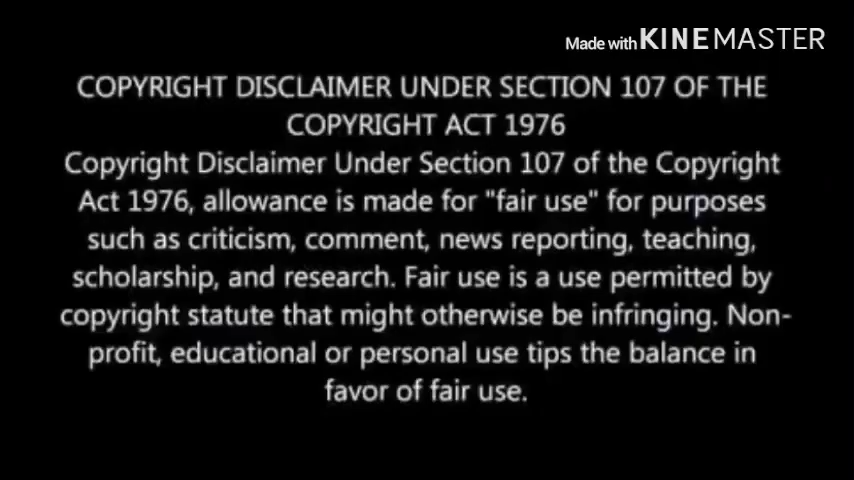 Made with KINEMASTER
COPYRIGHT DISCLAIMER UNDER SECTION 107 OF THE
COPYRIGHT ACT 1976
Copyright Disclaimer Under Section 107 of the Copyright
Act 1976, allowance is made for "fair use" for purposes
such as criticism, comment, news reporting, teaching,
scholarship, and research. Fair use is a use permitted by
copyright statute that might otherwise be infringing. Non-
profit, educational or personal use tips the balance in
favor of fair use.